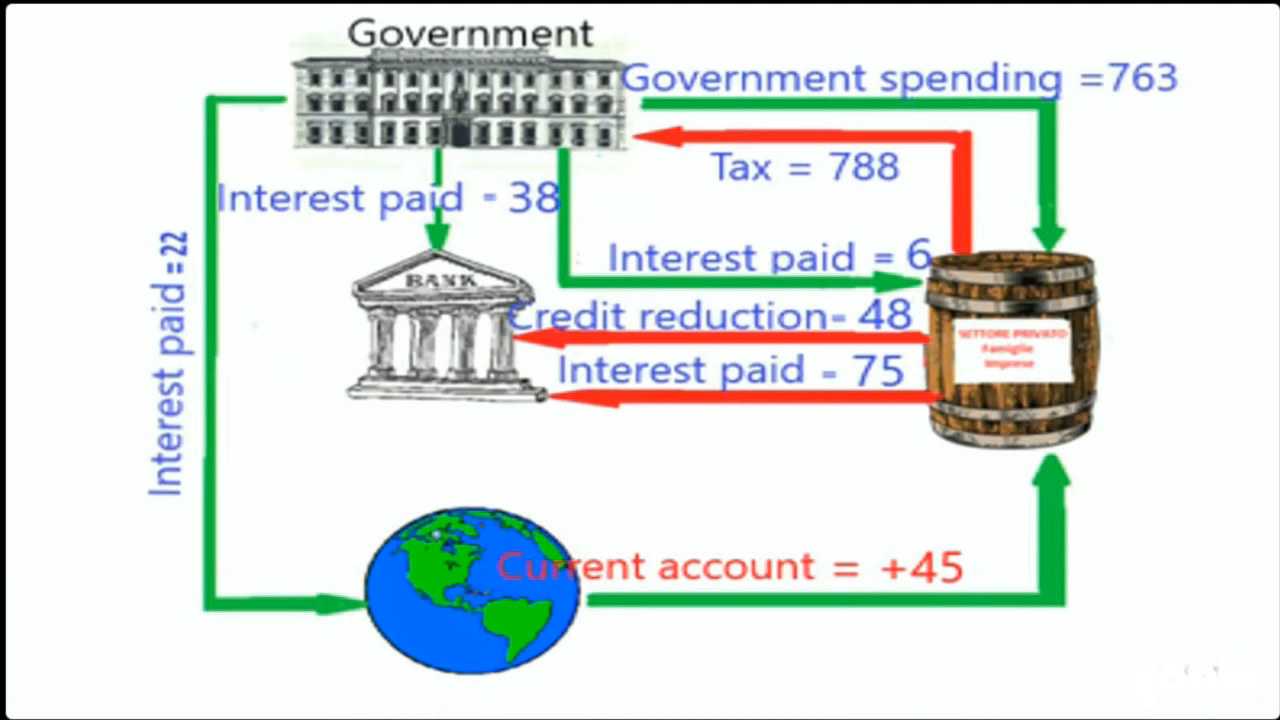 Government
Government spending =763
Tax = 788
Interest paid - 38
Interest paid = 6
Interest paid =22
BANK
Credit reduction- 48
SETTORE PRIVATO
Famiglie
Imprese
Interest paid - 75
Current account = +45